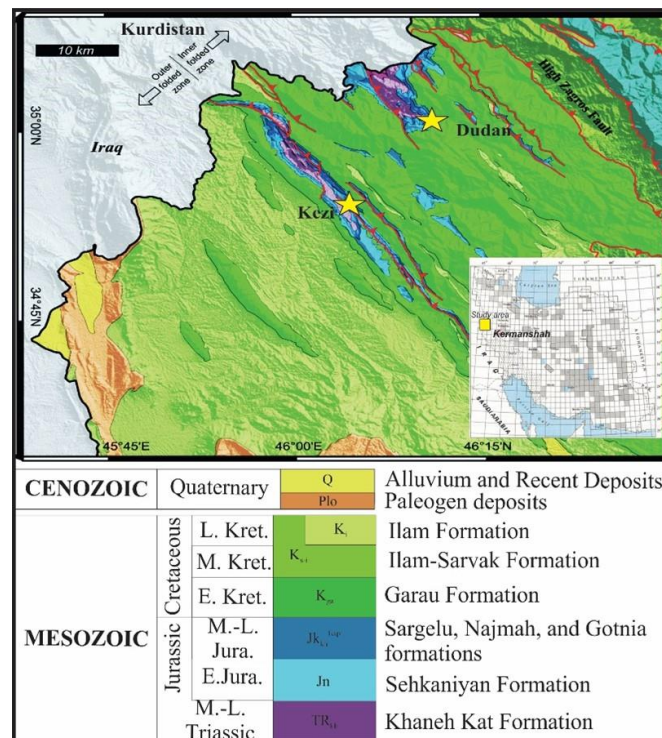 Kurdistan
10 km
Outer folded zone
Inner folded zone
High Zagros Fault
35°00'N
Dudan
Iraq
Kezi
34°45'N
Study area
Kermanshah
IRAQ
SAUDI ARABIA
45°45'E
46°00'E
46°15'E
CENOZOIC
Quaternary
Q
Alluvium and Recent Deposits
Plo
Paleogen deposits
MESOZOIC
Cretaceous
L. Kret.
Ilam Formation
M. Kret.
Ilam-Sarvak Formation
E. Kret.
Garau Formation
Jurassic
M.-L.
Jura.
Sargelu, Najmah, and Gotnia
formations
E.Jura.
Jn
Sehkaniyan Formation
M.-L.
Triassic
Khaneh Kat Formation